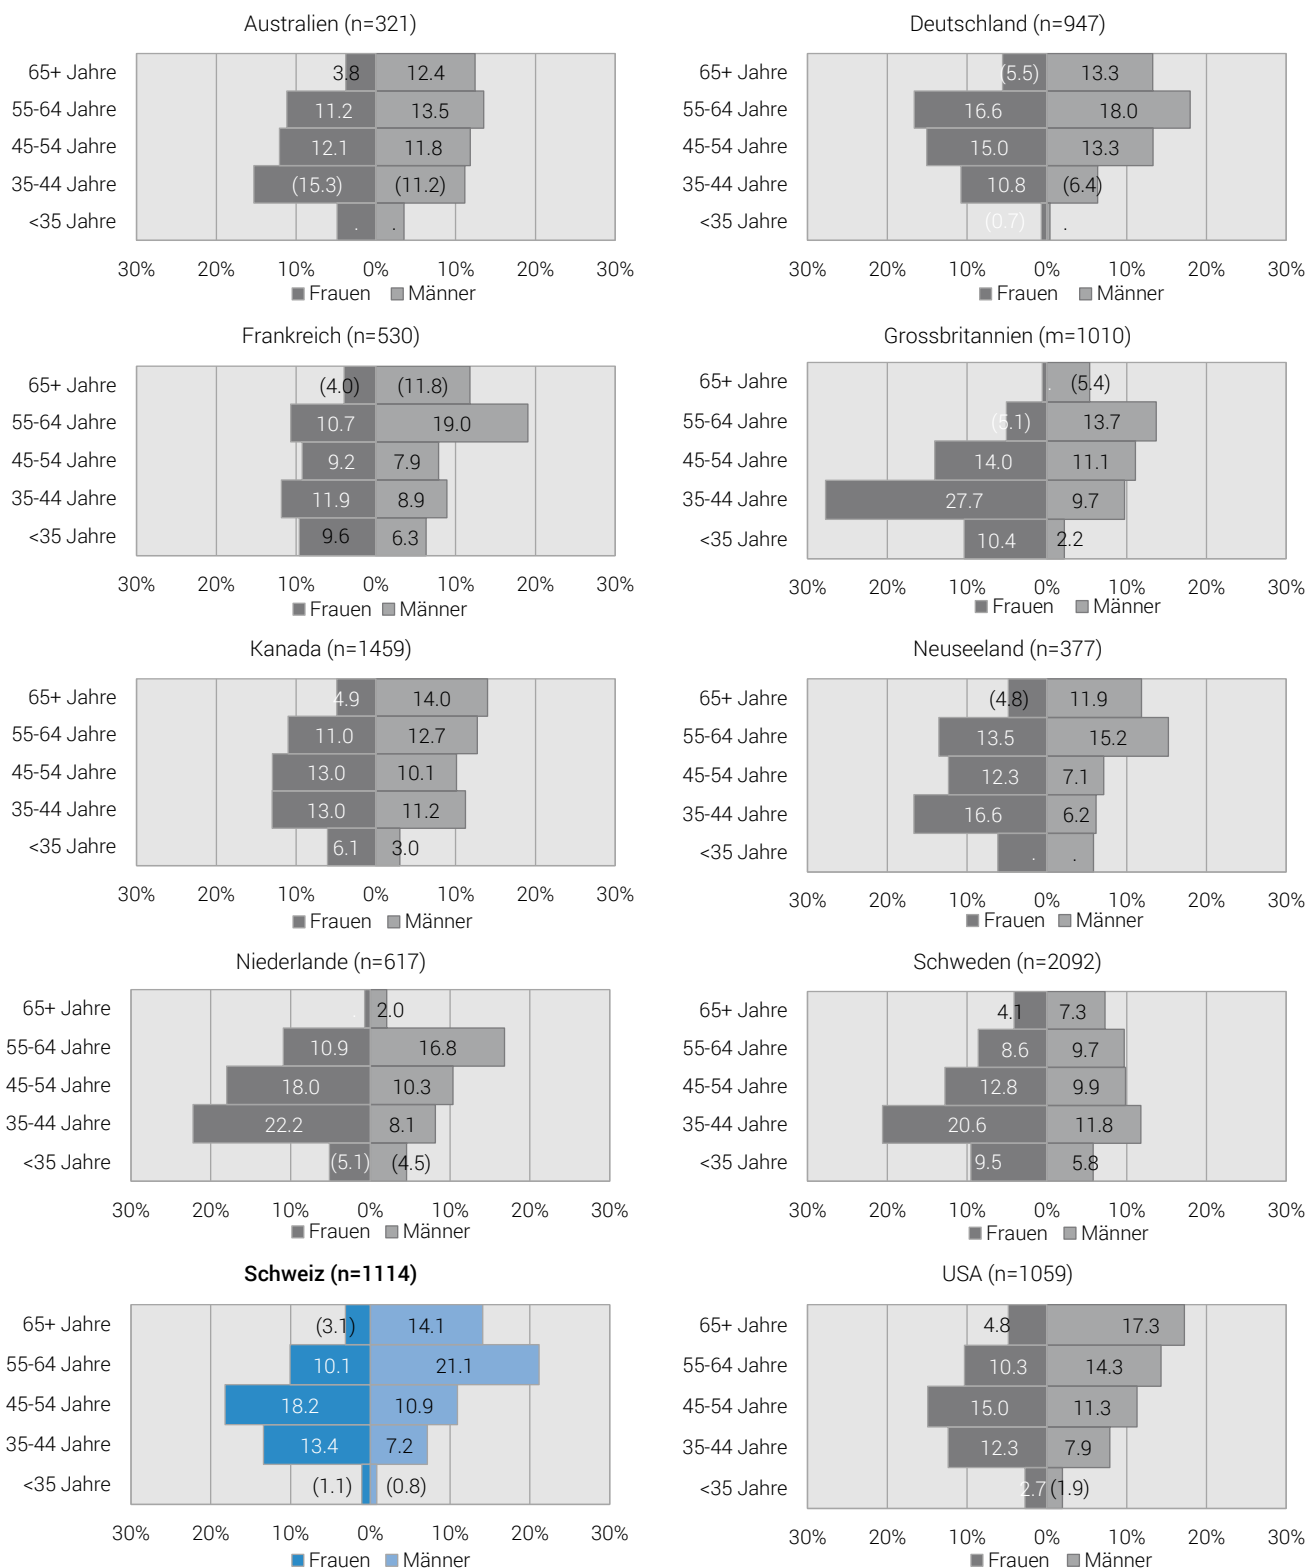 Australien (n=321)
65+ Jahre 3.8 12.4
55-64 Jahre 11.2 13.5
45-54 Jahre 12.1 11.8
35-44 Jahre (15.3) (11.2)
<35 Jahre . .
30% 20% 10% 0% 10% 20% 30%
Frauen Männer
Deutschland (n=947)
65+ Jahre (5.5) 13.3
55-64 Jahre 16.6 18.0
45-54 Jahre 15.0 13.3
35-44 Jahre 10.8 (6.4)
<35 Jahre (0.7) .
30% 20% 10% 0% 10% 20% 30%
Frauen Männer
Frankreich (n=530)
65+ Jahre (4.0) (11.8)
55-64 Jahre 10.7 19.0
45-54 Jahre 9.2 7.9
35-44 Jahre 11.9 8.9
<35 Jahre 9.6 6.3
30% 20% 10% 0% 10% 20% 30%
Frauen Männer
Grossbritannien (m=1010)
65+ Jahre . (5.4)
55-64 Jahre (5.1) 13.7
45-54 Jahre 14.0 11.1
35-44 Jahre 27.7 9.7
<35 Jahre 10.4 2.2
30% 20% 10% 0% 10% 20% 30%
Frauen Männer
Kanada (n=1459)
65+ Jahre 4.9 14.0
55-64 Jahre 11.0 12.7
45-54 Jahre 13.0 10.1
35-44 Jahre 13.0 11.2
<35 Jahre 6.1 3.0
30% 20% 10% 0% 10% 20% 30%
Frauen Männer
Neuseeland (n=377)
65+ Jahre (4.8) 11.9
55-64 Jahre 13.5 15.2
45-54 Jahre 12.3 7.1
35-44 Jahre 16.6 6.2
<35 Jahre . .
30% 20% 10% 0% 10% 20% 30%
Frauen Männer
Niederlande (n=617)
65+ Jahre . 2.0
55-64 Jahre 10.9 16.8
45-54 Jahre 18.0 10.3
35-44 Jahre 22.2 8.1
<35 Jahre (5.1) (4.5)
30% 20% 10% 0% 10% 20% 30%
Frauen Männer
Schweden (n=2092)
65+ Jahre 4.1 7.3
55-64 Jahre 8.6 9.7
45-54 Jahre 12.8 9.9
35-44 Jahre 20.6 11.8
<35 Jahre 9.5 5.8
30% 20% 10% 0% 10% 20% 30%
Frauen Männer
Schweiz (n=1114)
65+ Jahre (3.1) 14.1
55-64 Jahre 10.1 21.1
45-54 Jahre 18.2 10.9
35-44 Jahre 13.4 7.2
<35 Jahre (1.1) (0.8)
30% 20% 10% 0% 10% 20% 30%
Frauen Männer
USA (n=1059)
65+ Jahre 4.8 17.3
55-64 Jahre 10.3 14.3
45-54 Jahre 15.0 11.3
35-44 Jahre 12.3 7.9
<35 Jahre 2.7 (1.9)
30% 20% 10% 0% 10% 20% 30%
Frauen Männer